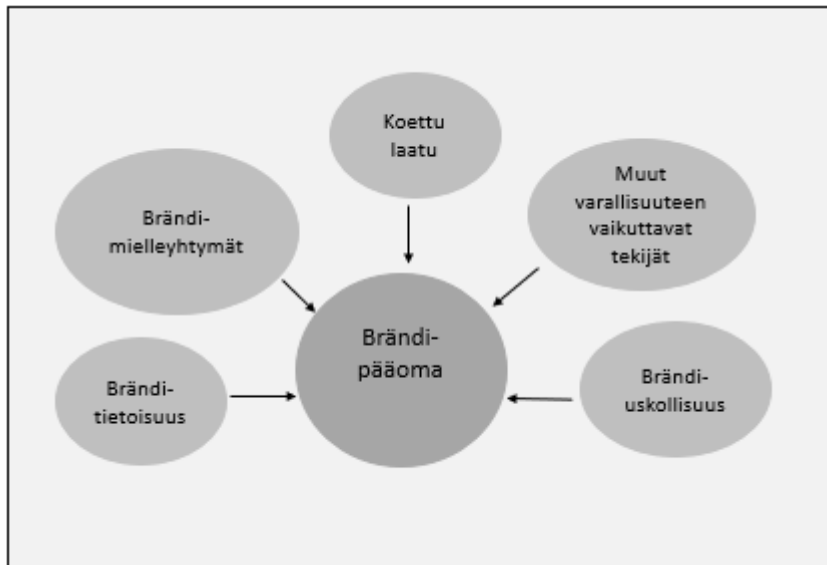 Koettu
laatu
Brändi-
mielleyhtymät
Muut
varallisuuteen
vaikuttavat
tekijät
Brändi-
pääoma
Brändi-
tietoisuus
Brändi-
uskollisuus